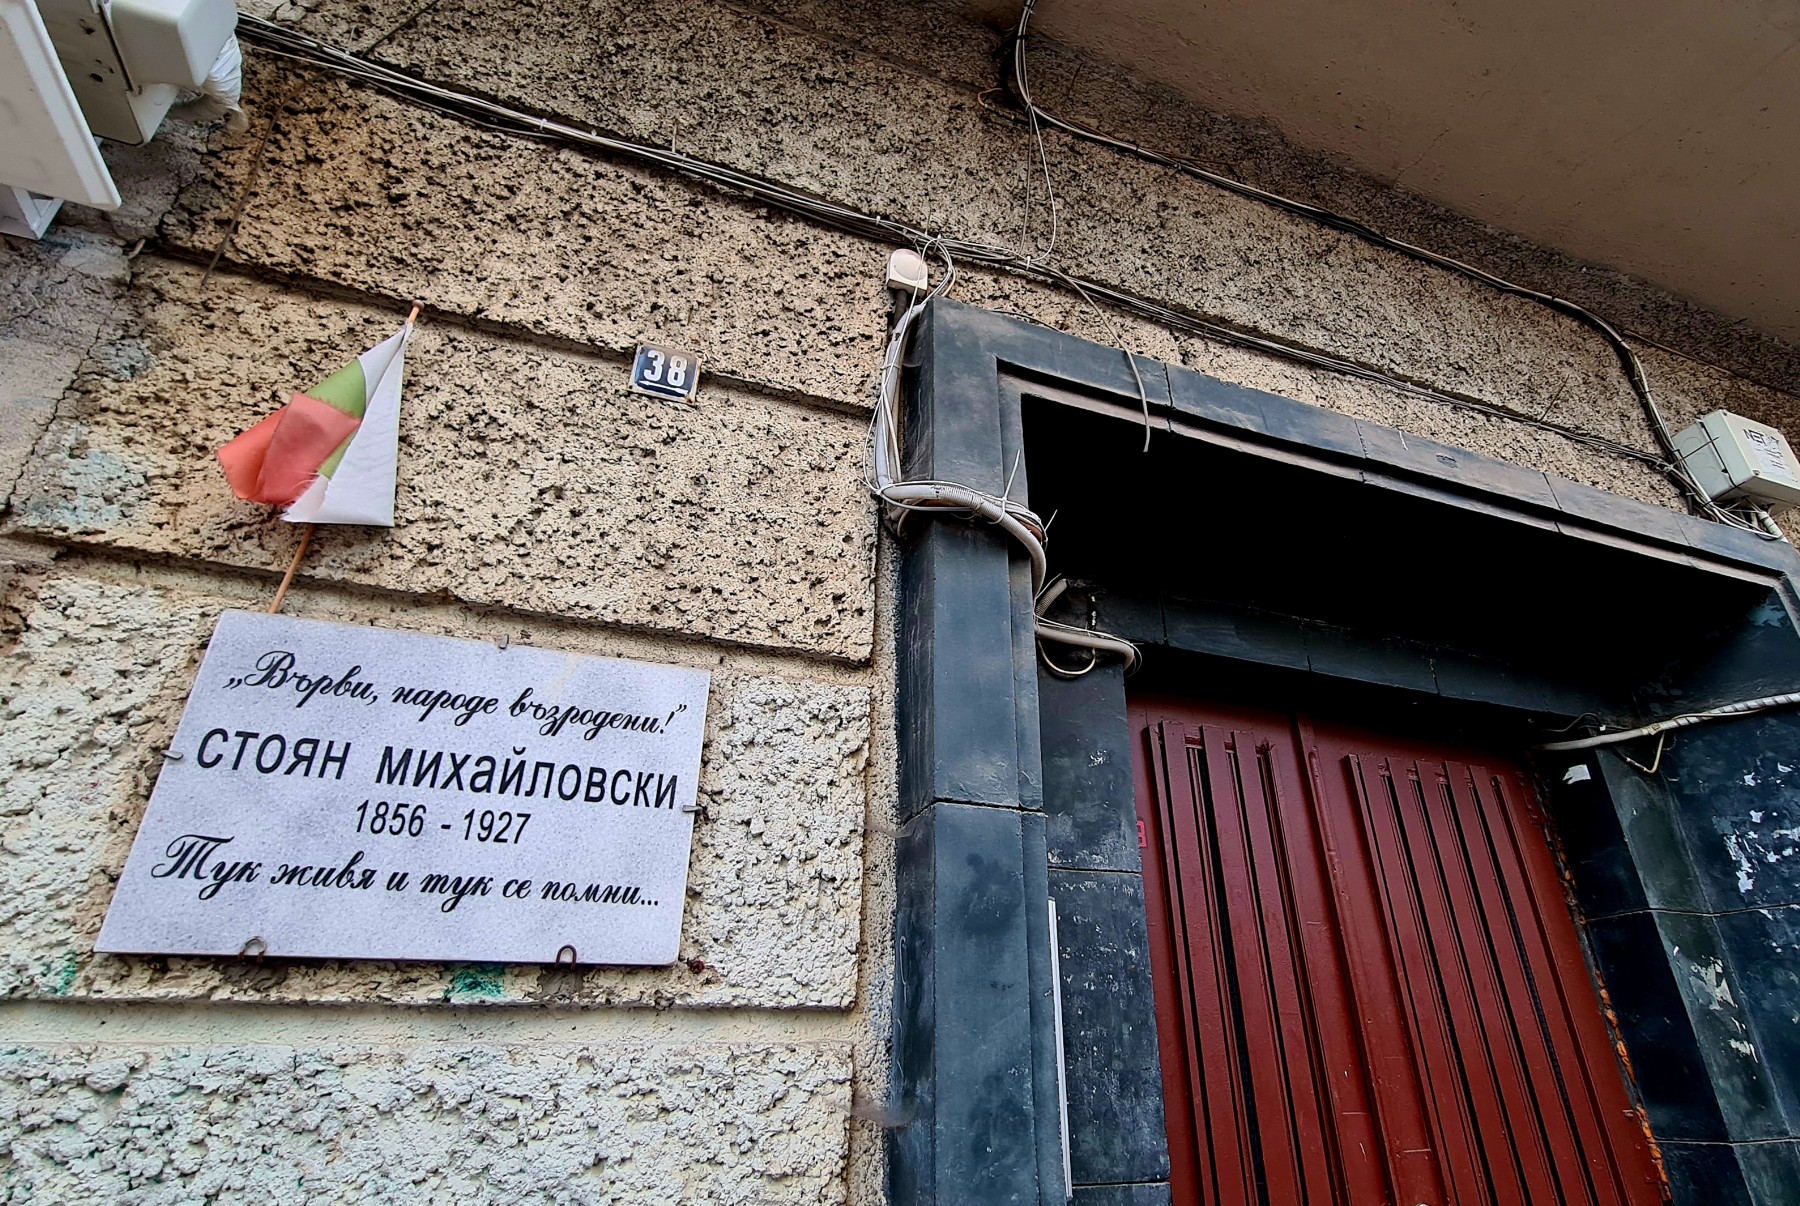 38
„Върви, народе възродени!”
СТОЯН МИХАЙЛОВСКИ
1856 - 1927
Тук живя и тук се помни...